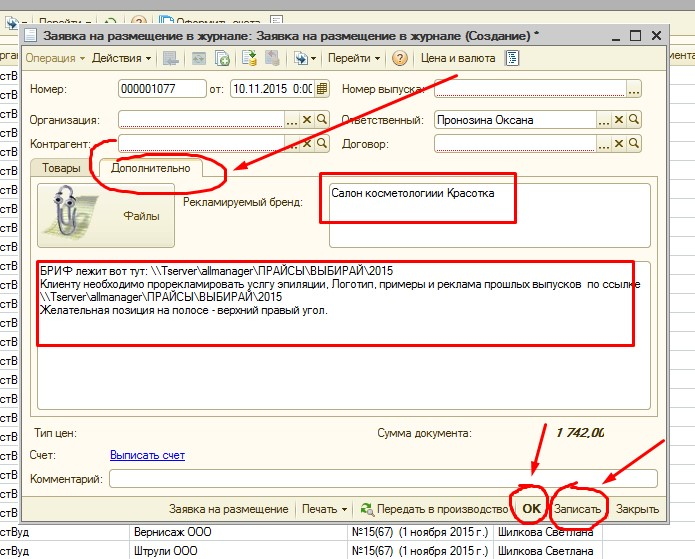 Перейти
Оформить счета
Заявка на размещение в журнале: Заявка на размещение в журнале (Создание) *
Операция Действия Перейти Цена и валюта
Номер: 000001077 от: 10.11.2015 0:00 Номер выпуска:
Организация: Ответственный: Пронозина Оксана
Контрагент: Договор:
Товары Дополнительно
Файлы
Рекламируемый бренд:
Салон косметологиии Красотка
БРИФ лежит вот тут: \\Tserver\allmanager\ПРАЙСЫ\ВЫБИРАЙ\2015
Клиенту необходимо прорекламировать услгу эпиляции, Логотип, примеры и реклама прошлых выпусков по ссылке
\\Tserver\allmanager\ПРАЙСЫ\ВЫБИРАЙ\2015
Желательная позиция на полосе - верхний правый угол.
Тип цен: Сумма документа: 1 742,00
Счет: Выписать счет
Комментарий:
Заявка на размещение Печать Передать в производство OK Записать Закрыть
стВуд Вернисаж ООО №15(67) (1 ноября 2015 г.) Шилкова Светлана
стВуд Штрули ООО №15(67) (1 ноября 2015 г.) Шилкова Светлана